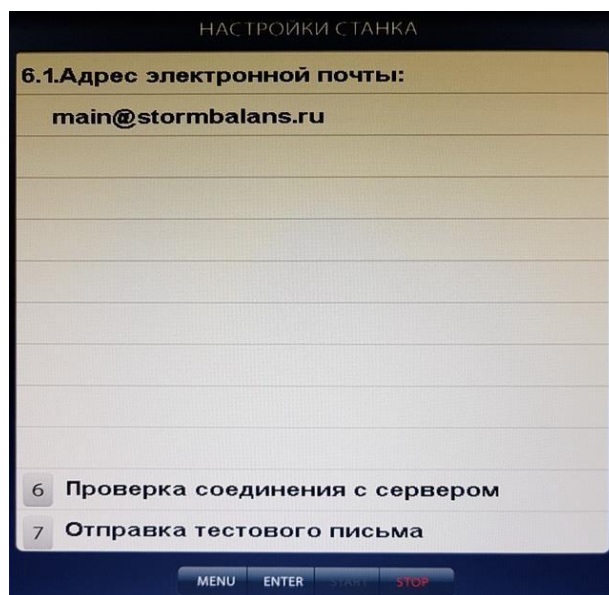 НАСТРОЙКИ СТАНКА
6.1.Адрес электронной почты:
main@stormbalans.ru
6 Проверка соединения с сервером
7 Отправка тестового письма
MENU ENTER START STOP